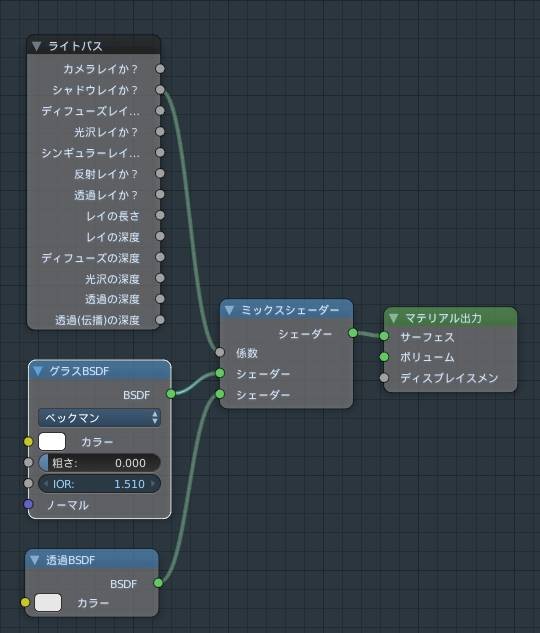 ライトパス
カメラレイか？
シャドウレイか？
ディフューズレイ...
光沢レイか？
シンギュラーレイ...
反射レイか？
透過レイか？
レイの長さ
レイの深度
ディフューズの深度
光沢の深度
透過の深度
透過(伝播)の深度
グラスBSDF
BSDF
ベックマン
カラー
粗さ: 0.000
IOR: 1.510
ノーマル
透過BSDF
BSDF
カラー
ミックスシェーダー
シェーダー
係数
シェーダー
シェーダー
マテリアル出力
サーフェス
ボリューム
ディスプレイスメン